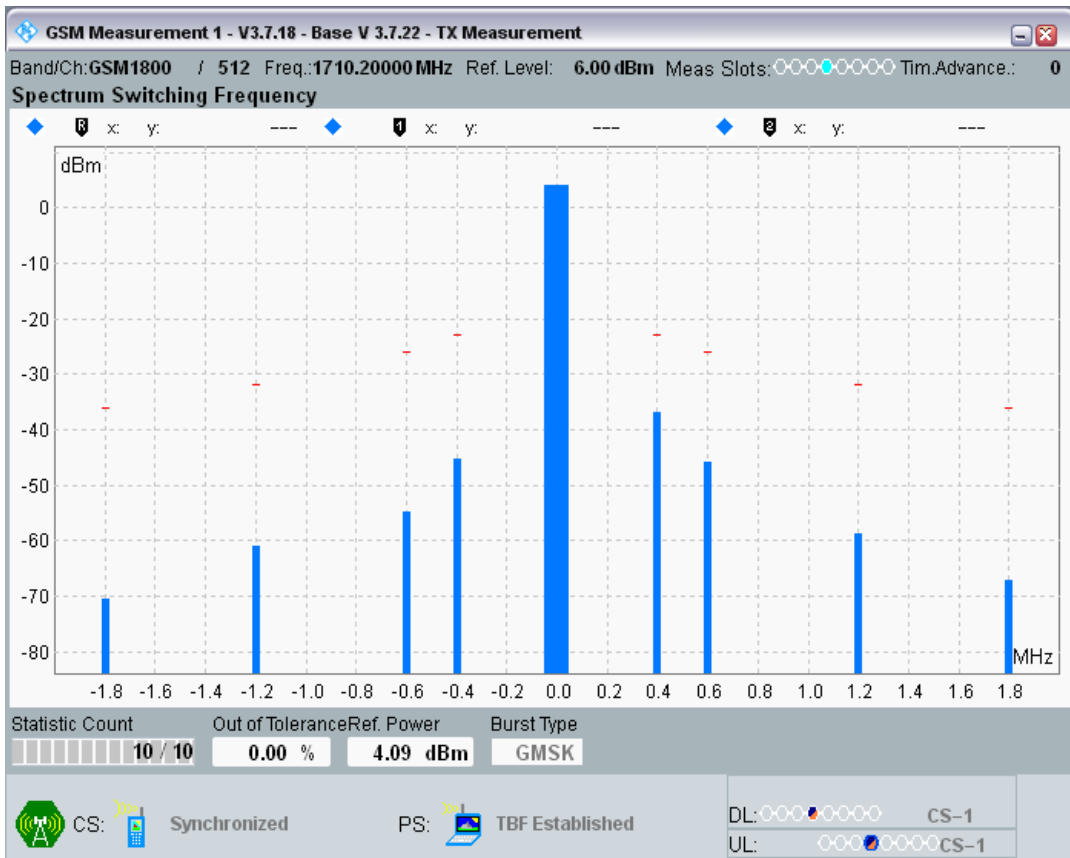 GSM Measurement 1 - V3.7.18 - Base V 3.7.22 - TX Measurement
Band/Ch:GSM1800 / 512 Freq.:1710.20000 MHz Ref. Level: 6.00 dBm Meas Slots: Tim.Advance.: 0
Spectrum Switching Frequency
R x: y: --- 1 x: y: --- 2 x: y: ---
dBm
0
-10
-20
-30
-40
-50
-60
-70
-80
MHz
-1.8 -1.6 -1.4 -1.2 -1.0 -0.8 -0.6 -0.4 -0.2 0.0 0.2 0.4 0.6 0.8 1.0 1.2 1.4 1.6 1.8
Statistic Count Out of Tolerance Ref. Power Burst Type
10 / 10 0.00 % 4.09 dBm GMSK
CS: Synchronized PS: TBF Established
DL: CS-1
UL: CS-1